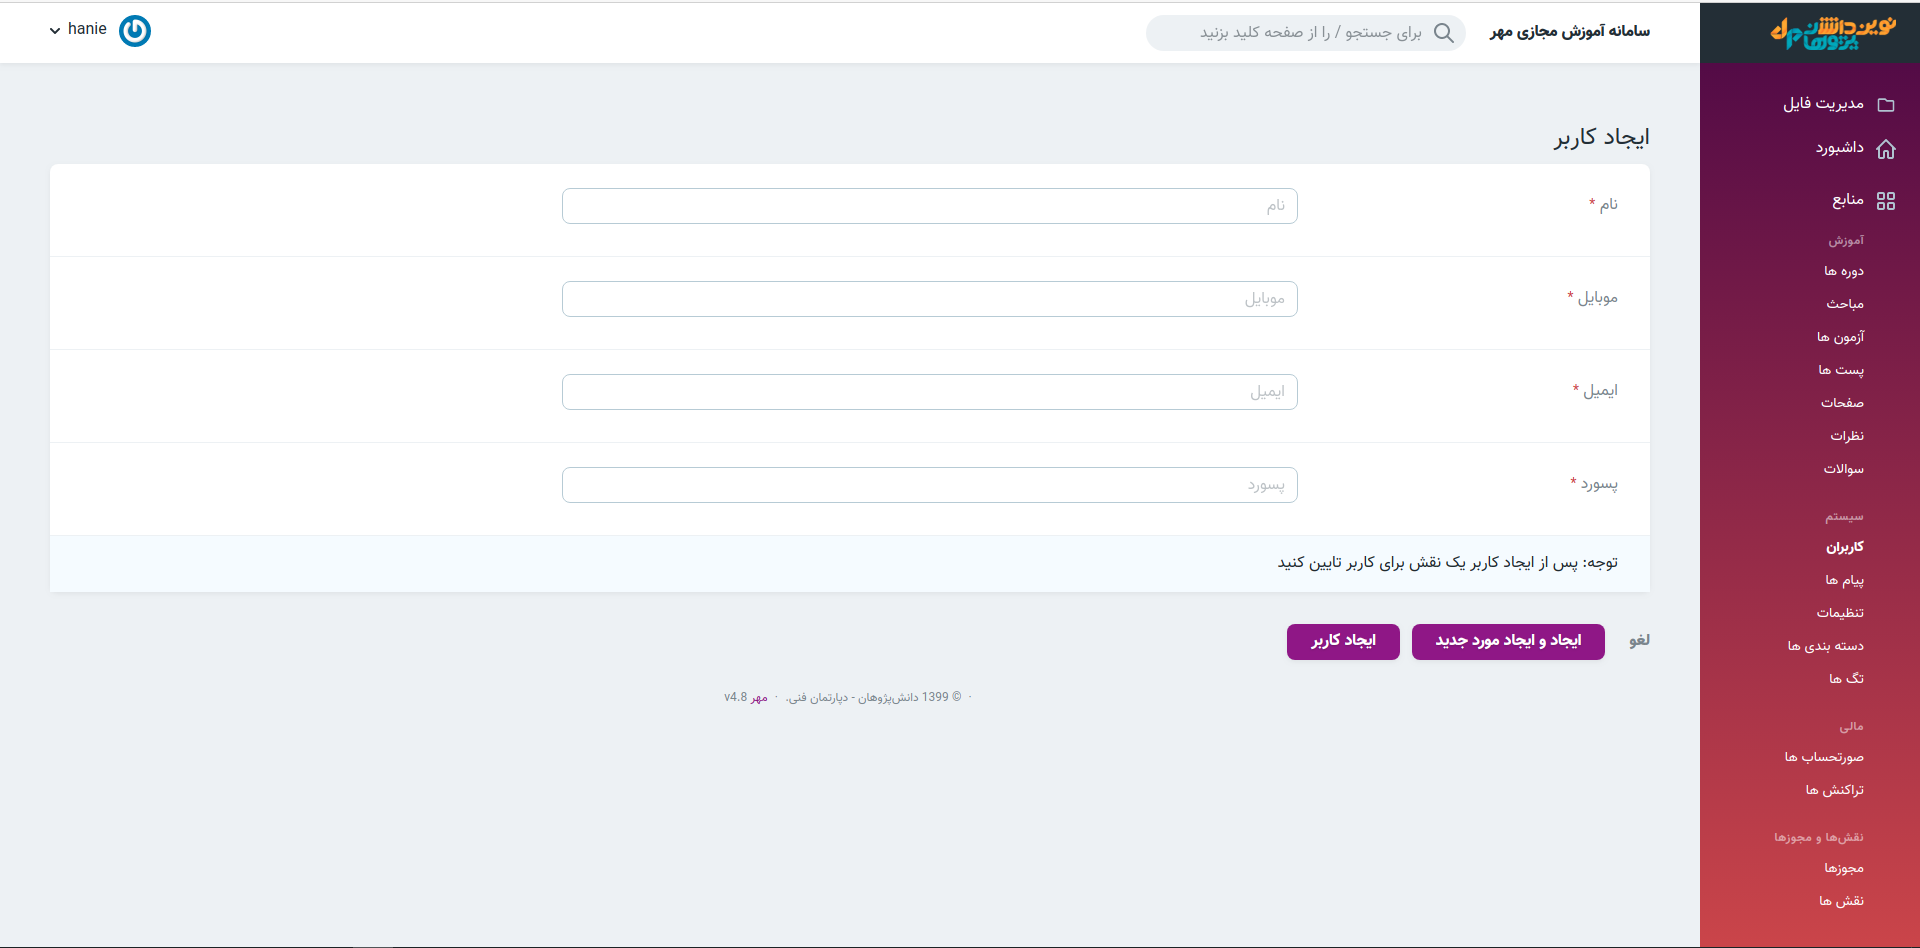 نوین دانش پژوهان
سامانه آموزش مجازی مهر
برای جستجو / را از صفحه کلید بزنید
hanie
مدیریت فایل
داشبورد
منابع
آموزش
دوره ها
مباحث
آزمون ها
پست ها
صفحات
نظرات
سوالات
سیستم
کاربران
پیام ها
تنظیمات
دسته بندی ها
تگ ها
مالی
صورتحساب ها
تراکنش ها
نقش‌ها و مجوزها
مجوزها
نقش ها
ایجاد کاربر
نام *
نام
موبایل *
موبایل
ایمیل *
ایمیل
پسورد *
پسورد
توجه: پس از ایجاد کاربر یک نقش برای کاربر تایین کنید
لغو
ایجاد و ایجاد مورد جدید
ایجاد کاربر
· © 1399 دانش‌پژوهان - دپارتمان فنی. · مهر v4.8